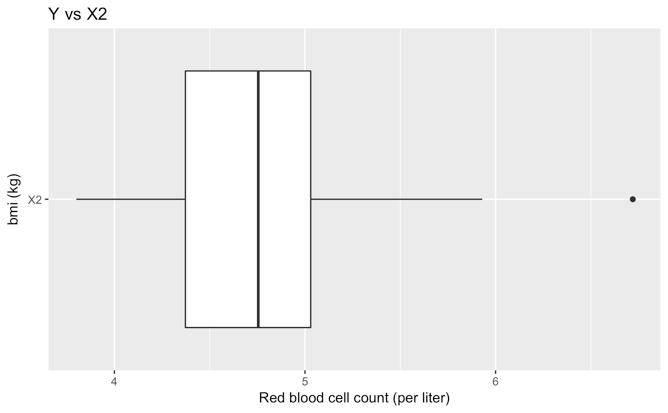 Y vs X2
bmi (kg)
X2
4
5
6
Red blood cell count (per liter)